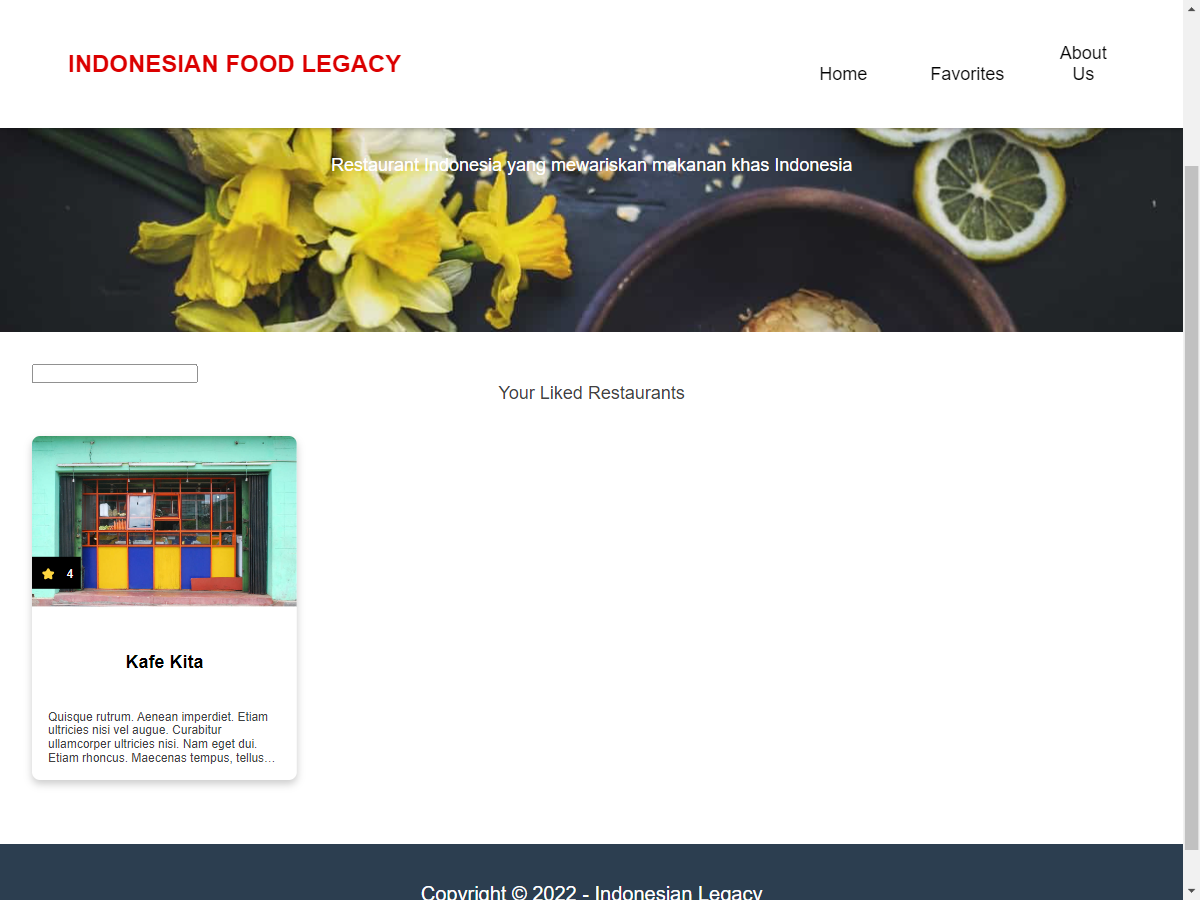 INDONESIAN FOOD LEGACY
Home
Favorites
About
Us
Restaurant Indonesia yang mewariskan makanan khas Indonesia
Your Liked Restaurants
4
Kafe Kita
Quisque rutrum. Aenean imperdiet. Etiam
ultricies nisi vel augue. Curabitur
ullamcorper ultricies nisi. Nam eget dui.
Etiam rhoncus. Maecenas tempus, tellus…
Copyright © 2022 - Indonesian Legacy